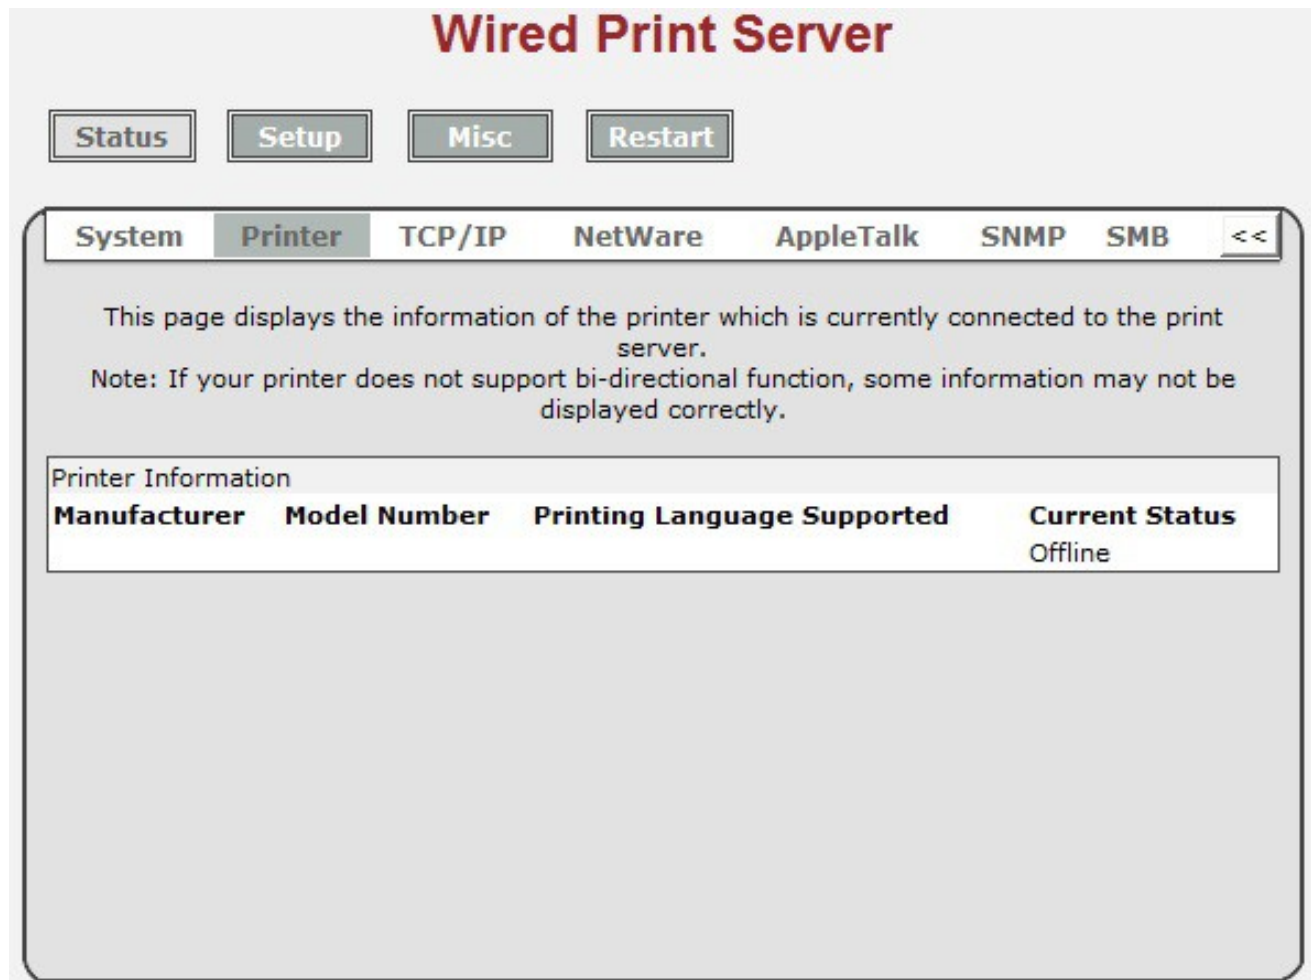 Wired Print Server
Status Setup Misc Restart
System Printer TCP/IP NetWare AppleTalk SNMP SMB <<
This page displays the information of the printer which is currently connected to the print
server.
Note: If your printer does not support bi-directional function, some information may not be
displayed correctly.
Printer Information
Manufacturer Model Number Printing Language Supported Current Status
Offline